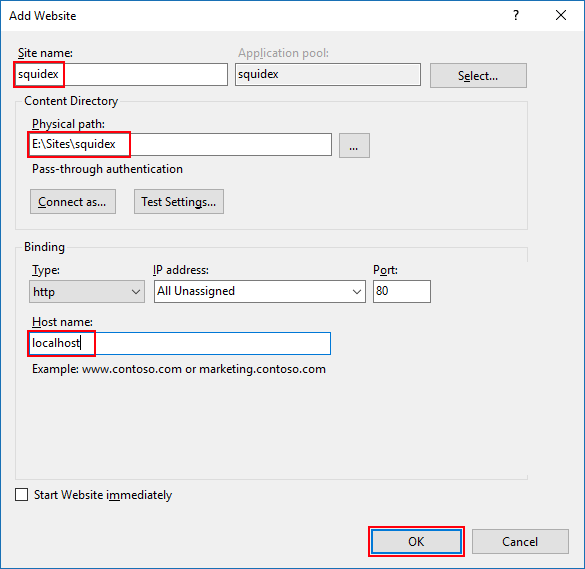 Add Website
?
Site name:
Application pool:
squidex
squidex
Select...
Content Directory
Physical path:
E:\Sites\squidex
...
Pass-through authentication
Connect as...
Test Settings...
Binding
Type:
IP address:
Port:
http
All Unassigned
80
Host name:
localhost
Example: www.contoso.com or marketing.contoso.com
Start Website immediately
OK
Cancel